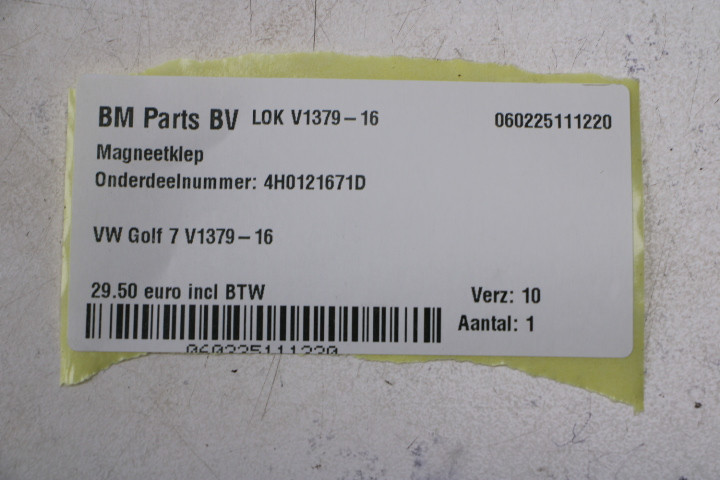 BM Parts BV LOK V1379-16 060225111220
Magneetklep
Onderdeelnummer: 4H0121671D
VW Golf 7 V1379-16
29.50 euro incl BTW Verz: 10
Aantal: 1
060225111220